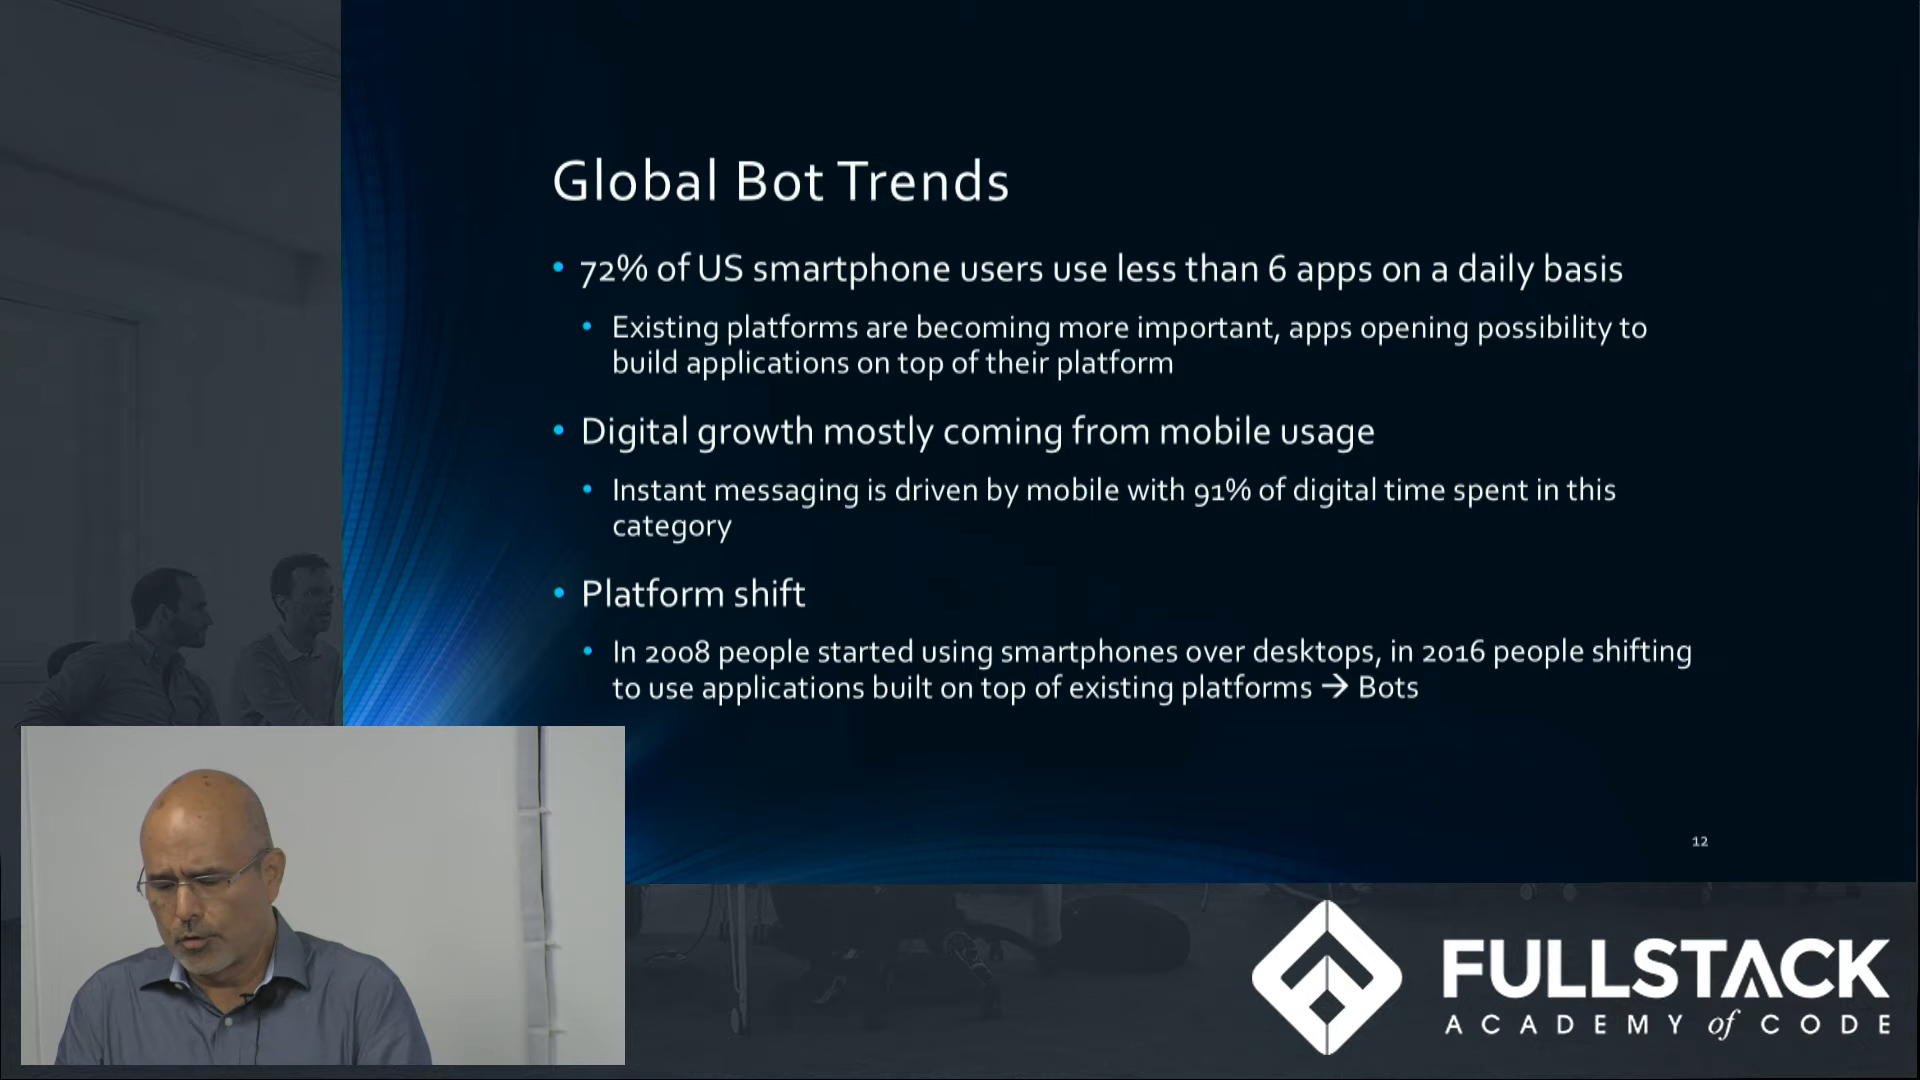 Global Bot Trends
• 72% of US smartphone users use less than 6 apps on a daily basis
• Existing platforms are becoming more important, apps opening possibility to
build applications on top of their platform
• Digital growth mostly coming from mobile usage
• Instant messaging is driven by mobile with 91% of digital time spent in this
category
• Platform shift
• In 2008 people started using smartphones over desktops, in 2016 people shifting
to use applications built on top of existing platforms → Bots
12
FULLSTACK
ACADEMY of CODE